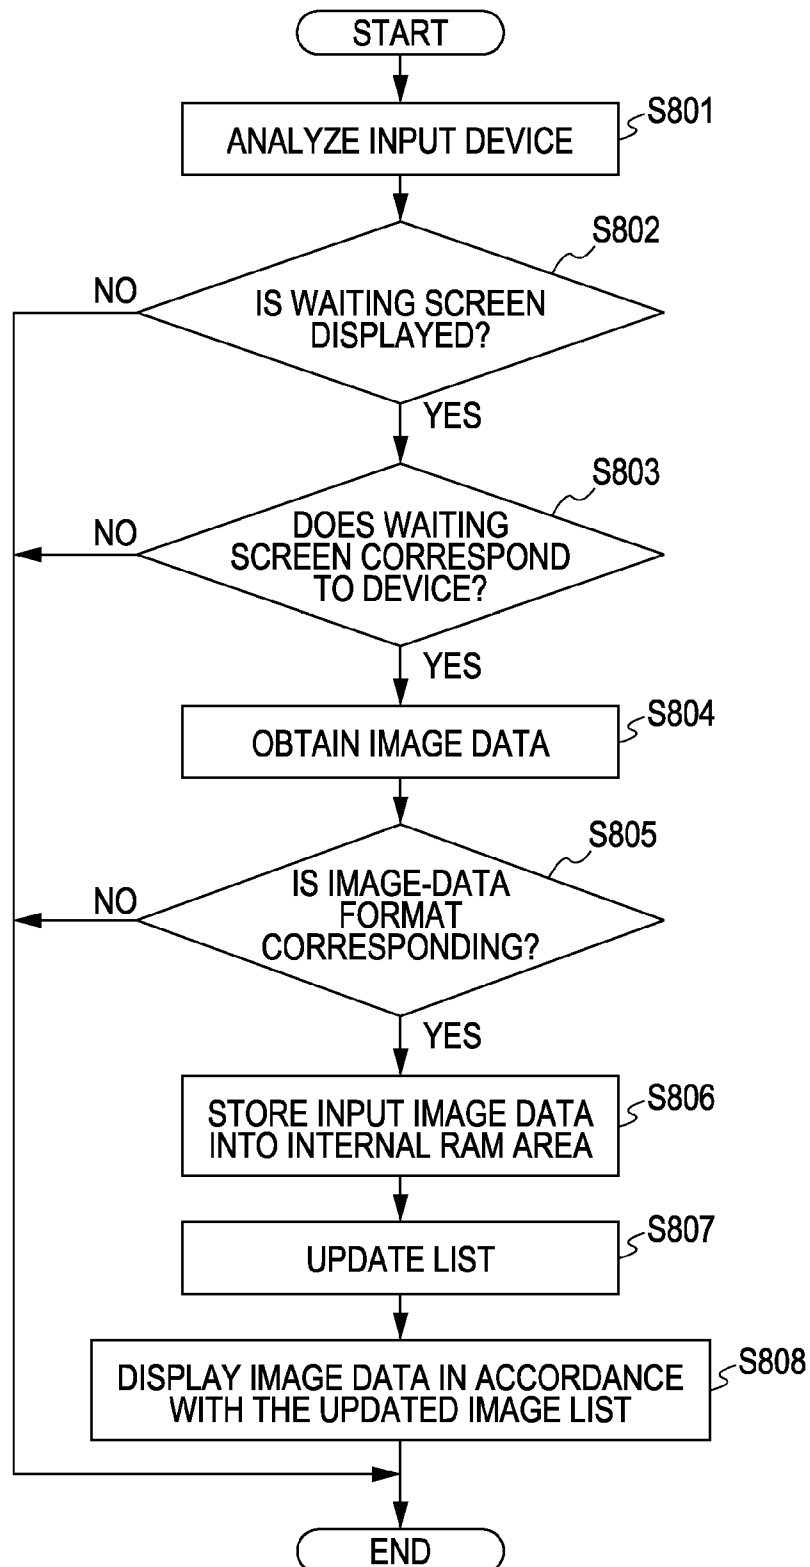 START
S801
ANALYZE INPUT DEVICE
S802
NO
IS WAITING SCREEN
DISPLAYED?
YES
S803
NO
DOES WAITING
SCREEN CORRESPOND
TO DEVICE?
YES
S804
OBTAIN IMAGE DATA
S805
NO
IS IMAGE-DATA
FORMAT
CORRESPONDING?
YES
S806
STORE INPUT IMAGE DATA
INTO INTERNAL RAM AREA
S807
UPDATE LIST
S808
DISPLAY IMAGE DATA IN ACCORDANCE
WITH THE UPDATED IMAGE LIST
END